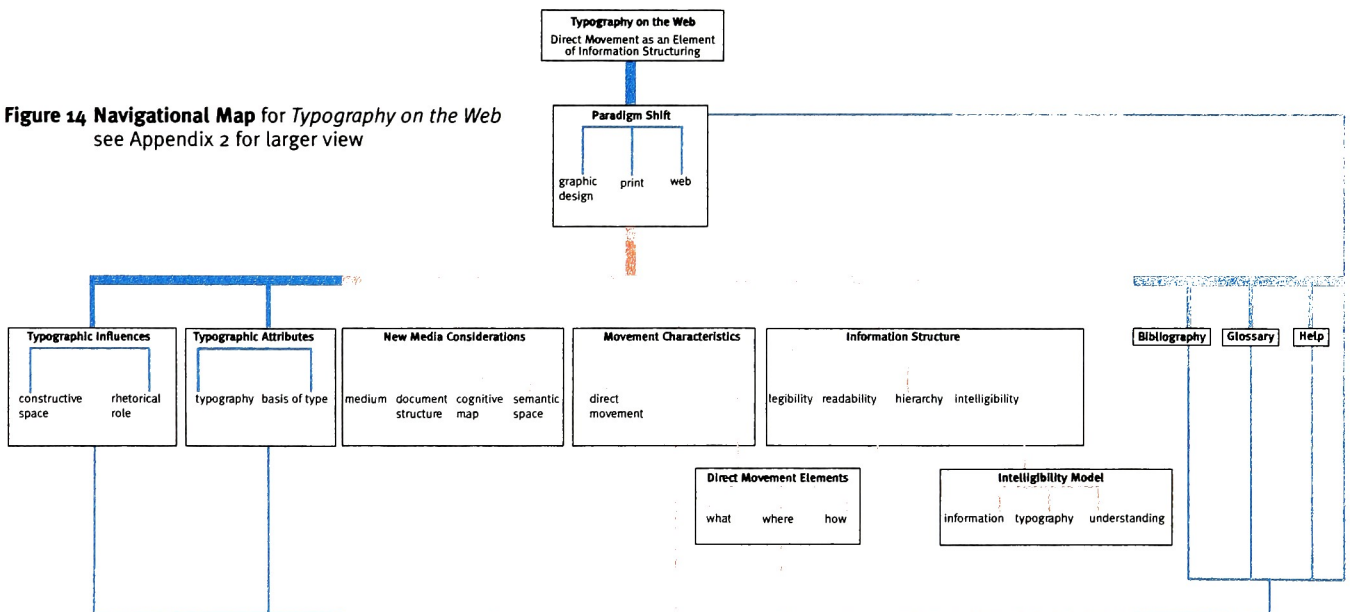 Typography on the Web
Direct Movement as an Element
of Information Structuring
Figure 14 Navigational Map for Typography on the Web
see Appendix 2 for larger view
Paradigm Shift
graphic
design
print
web
Typographic Influences
constructive
space
rhetorical
role
Typographic Attributes
typography
basis of type
New Media Considerations
medium
document
structure
cognitive
map
semantic
space
Movement Characteristics
direct
movement
Information Structure
legibility
readability
hierarchy
intelligibility
Bibliography
Glossary
Help
Direct Movement Elements
what
where
how
Intelligibility Model
information
typography
understanding